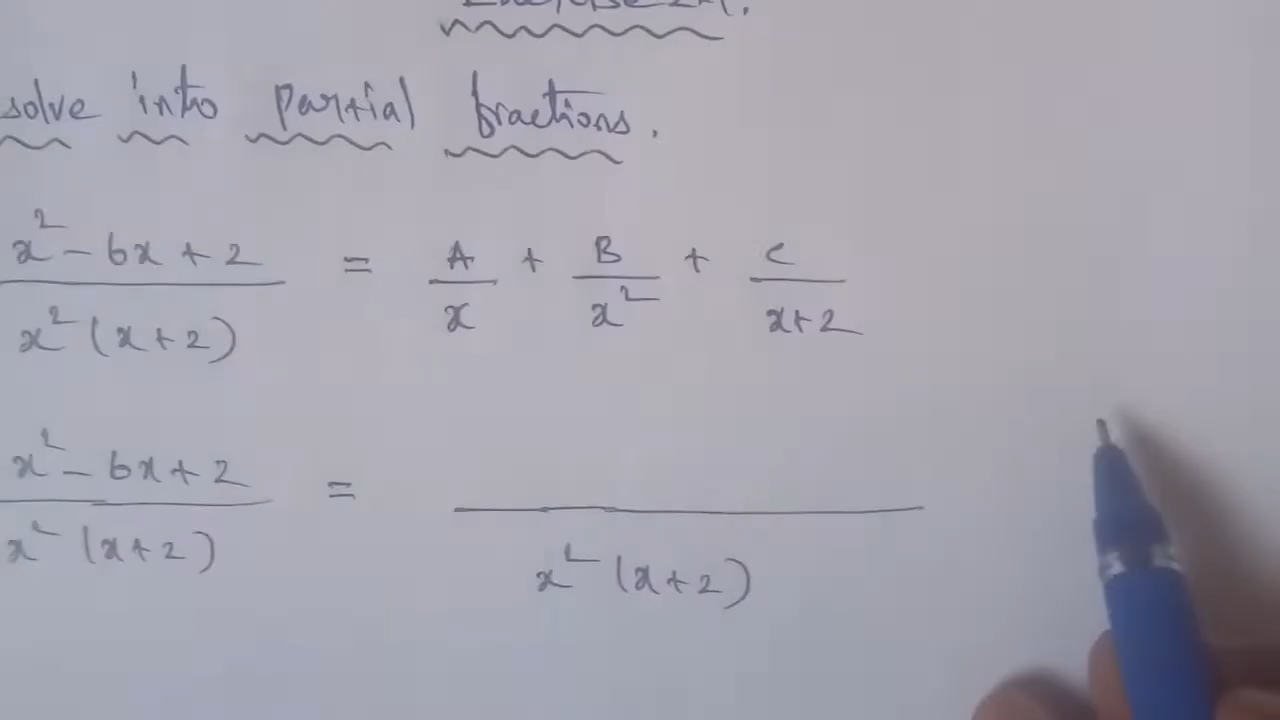 solve into partial fractions.
x² - 6x + 2 / x² (x+2) = A/x + B/x² + C/x+2
x² - 6x + 2 / x² (x+2) = / x² (x+2)